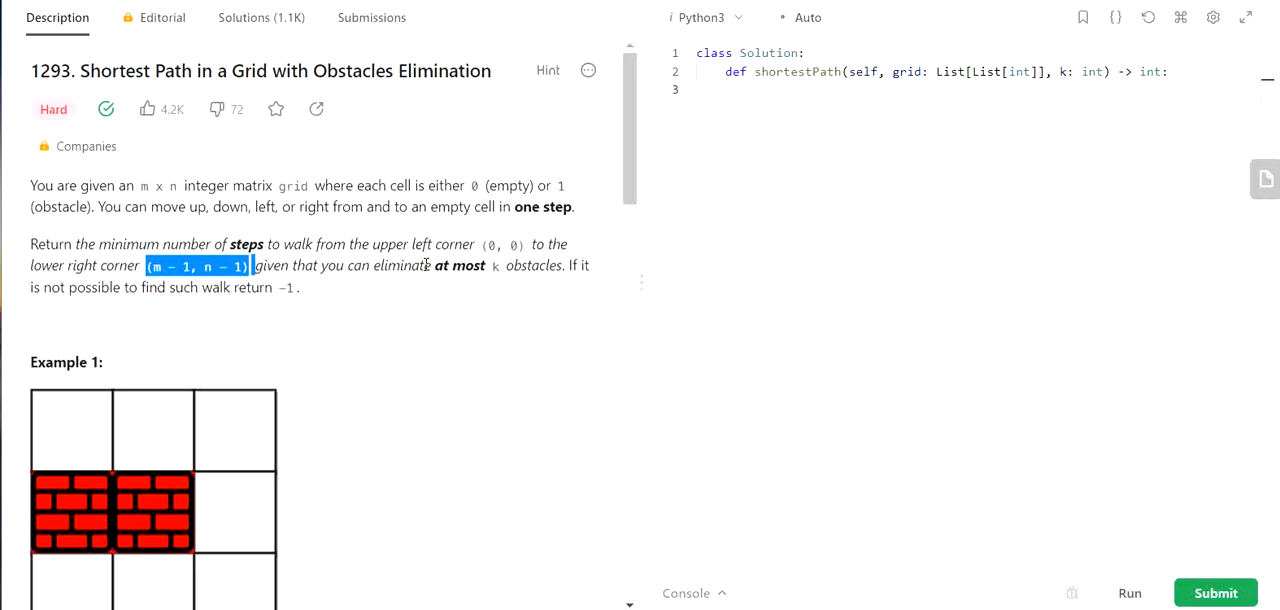 Description Editorial Solutions (1.1K) Submissions
1293. Shortest Path in a Grid with Obstacles Elimination Hint
Hard 4.2K 72
Companies
You are given an m x n integer matrix grid where each cell is either 0 (empty) or 1
(obstacle). You can move up, down, left, or right from and to an empty cell in one step.
Return the minimum number of steps to walk from the upper left corner (0, 0) to the
lower right corner (m - 1, n - 1) given that you can eliminate at most k obstacles. If it
is not possible to find such walk return -1.
Example 1:
i Python3 • Auto
1 class Solution:
2 def shortestPath(self, grid: List[List[int]], k: int) -> int:
3
Console Run Submit